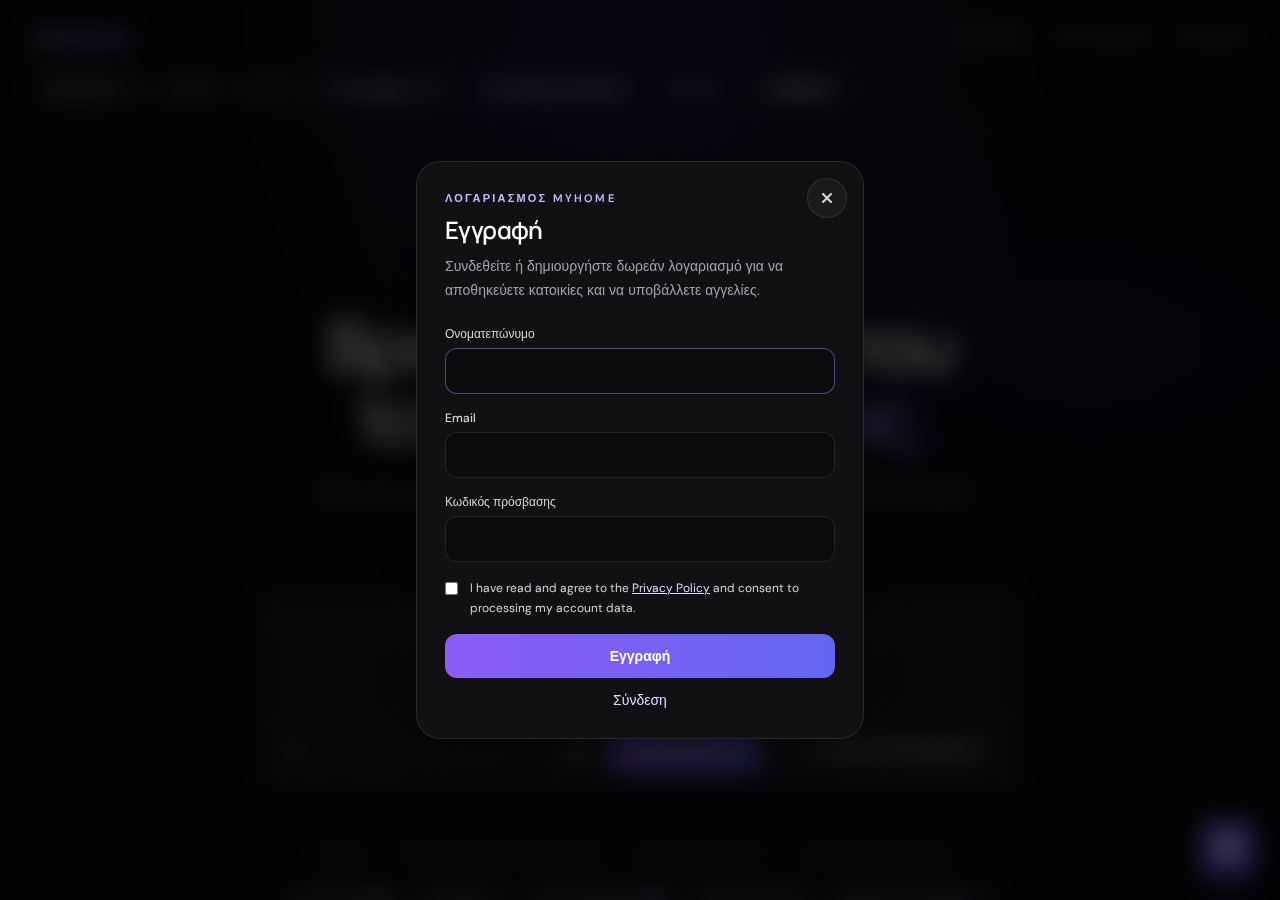 ΛΟΓΑΡΙΑΣΜΟΣ MYHOME
Εγγραφή
Συνδεθείτε ή δημιουργήστε δωρεάν λογαριασμό για να
αποθηκεύετε κατοικίες και να υποβάλλετε αγγελίες.
Ονοματεπώνυμο
Email
Κωδικός πρόσβασης
I have read and agree to the Privacy Policy and consent to
processing my account data.
Εγγραφή
Σύνδεση